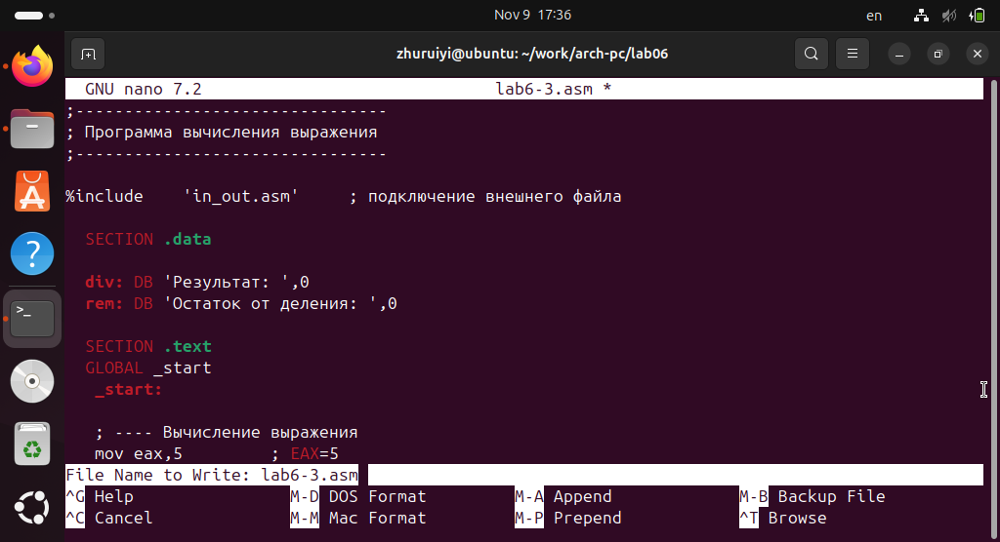 Nov 9 17:36
en
zhuruiyi@ubuntu: ~/work/arch-pc/lab06
GNU nano 7.2 lab6-3.asm *
;--------------------------------
; Программа вычисления выражения
;--------------------------------
%include 'in_out.asm' ; подключение внешнего файла
SECTION .data
div: DB 'Результат: ',0
rem: DB 'Остаток от деления: ',0
SECTION .text
GLOBAL _start
_start:
; ---- Вычисление выражения
mov eax,5 ; EAX=5
File Name to Write: lab6-3.asm
^G Help M-D DOS Format M-A Append M-B Backup File
^C Cancel M-M Mac Format M-P Prepend ^T Browse